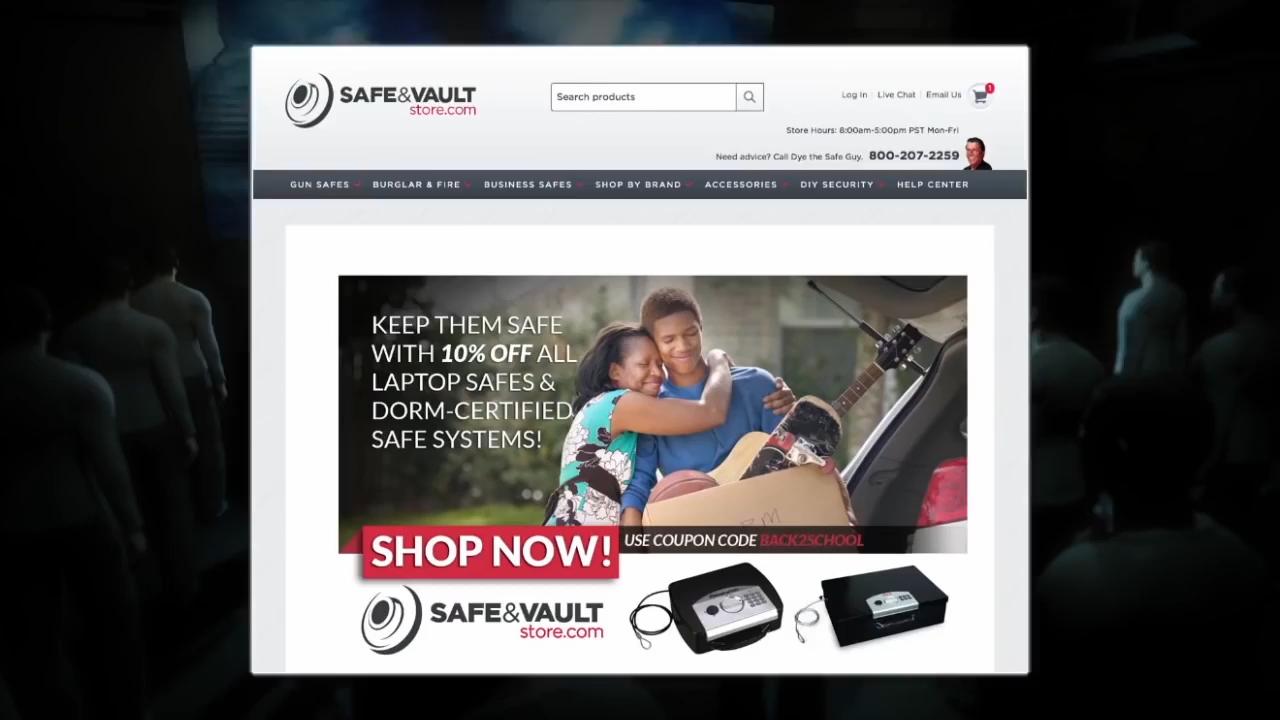 SAFE&VAULT
store.com
Search products
Log In | Live Chat | Email Us
1
Store Hours: 8:00am-5:00pm PST Mon-Fri
Need advice? Call Dye the Safe Guy. 800-207-2259
GUN SAFES BURGLAR & FIRE BUSINESS SAFES SHOP BY BRAND ACCESSORIES DIY SECURITY HELP CENTER
KEEP THEM SAFE
WITH 10% OFF ALL
LAPTOP SAFES &
DORM-CERTIFIED
SAFE SYSTEMS!
SHOP NOW!
USE COUPON CODE BACK2SCHOOL
SAFE&VAULT
store.com